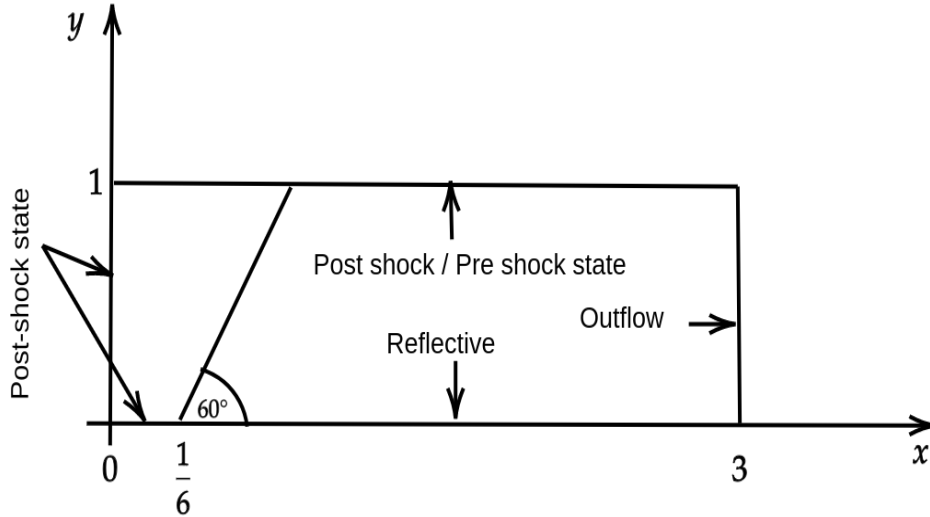 y
1
Post-shock state
Post shock / Pre shock state
Outflow
Reflective
60°
0
1
6
3
x